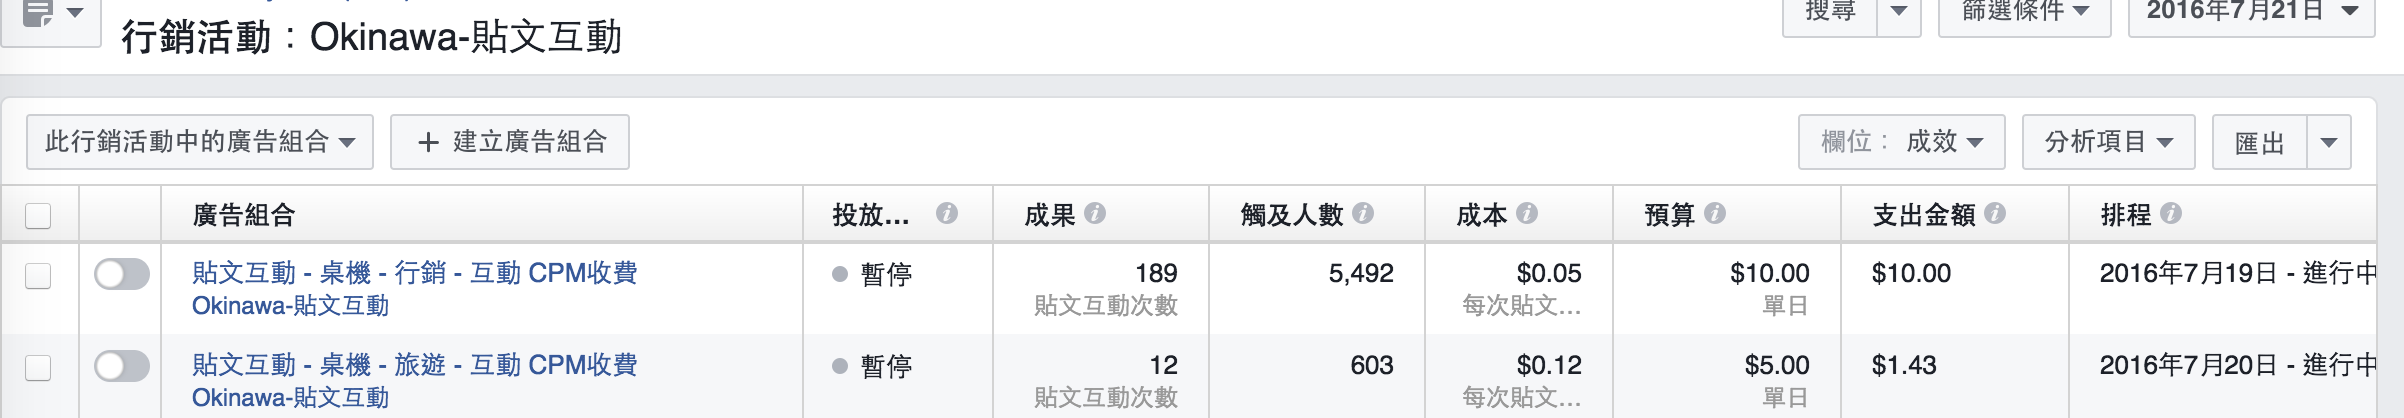 搜尋
篩選條件
2016年7月21日
行銷活動：Okinawa-貼文互動
此行銷活動中的廣告組合
+ 建立廣告組合
欄位： 成效
分析項目
匯出
廣告組合 投放... 成果 觸及人數 成本 預算 支出金額 排程
貼文互動 - 桌機 - 行銷 - 互動 CPM收費 暫停 189 5,492 $0.05 $10.00 $10.00 2016年7月19日 - 進行中
Okinawa-貼文互動 貼文互動次數 每次貼文... 單日
貼文互動 - 桌機 - 旅遊 - 互動 CPM收費 暫停 12 603 $0.12 $5.00 $1.43 2016年7月20日 - 進行中
Okinawa-貼文互動 貼文互動次數 每次貼文... 單日